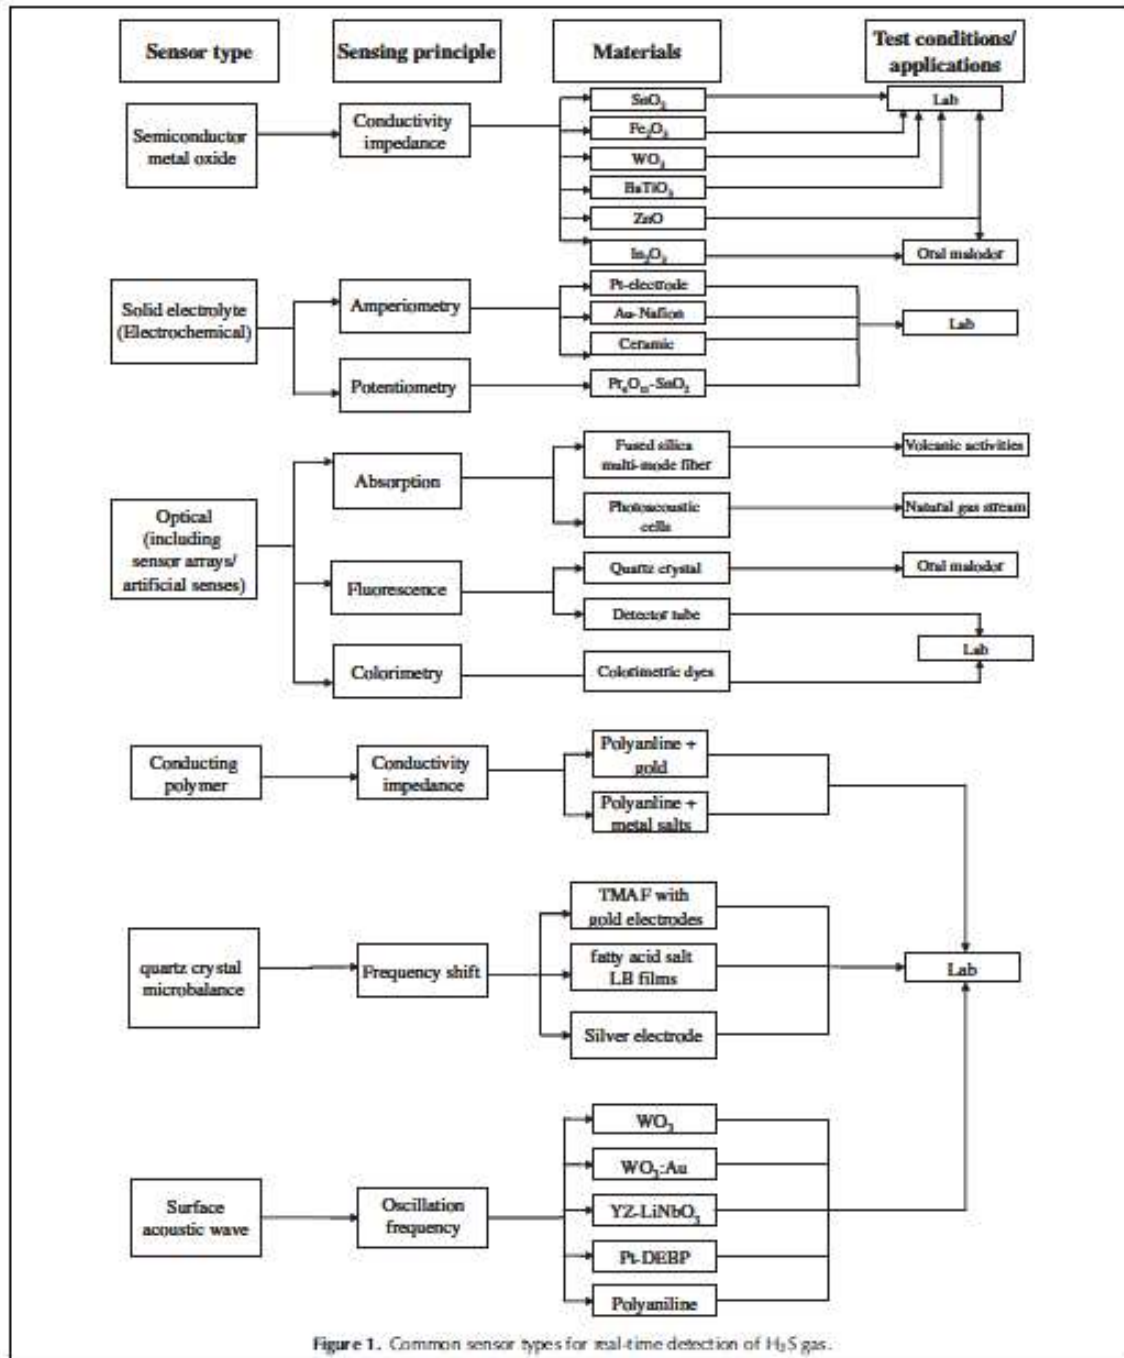 Sensor type
Sensing principle
Materials
Test conditions/
applications
Semiconductor
metal oxide
Conductivity
impedance
SnO₂
Fe₂O₃
WO₃
BaTiO₃
ZnO
In₂O₃
Lab
Oral malodor
Solid electrolyte
(Electrochemical)
Amperiometry
Potentiometry
Pt-electrode
Au-Nafion
Ceramic
Pr₆O₁₁-SnO₂
Lab
Optical
(including
sensor arrays/
artificial senses)
Absorption
Fluorescence
Colorimetry
Fused silica
multi-mode fiber
Photoacoustic
cells
Quartz crystal
Detector tube
Colorimetric dyes
Volcanic activities
Natural gas stream
Oral malodor
Lab
Conducting
polymer
Conductivity
impedance
Polyanline +
gold
Polyanline +
metal salts
quartz crystal
microbalance
Frequency shift
TMAF with
gold electrodes
fatty acid salt
LB films
Silver electrode
Lab
Surface
acoustic wave
Oscillation
frequency
WO₃
WO₃:Au
YZ-LiNbO₃
Pt-DEBP
Polyaniline
Figure 1. Common sensor types for real-time detection of H₂S gas.